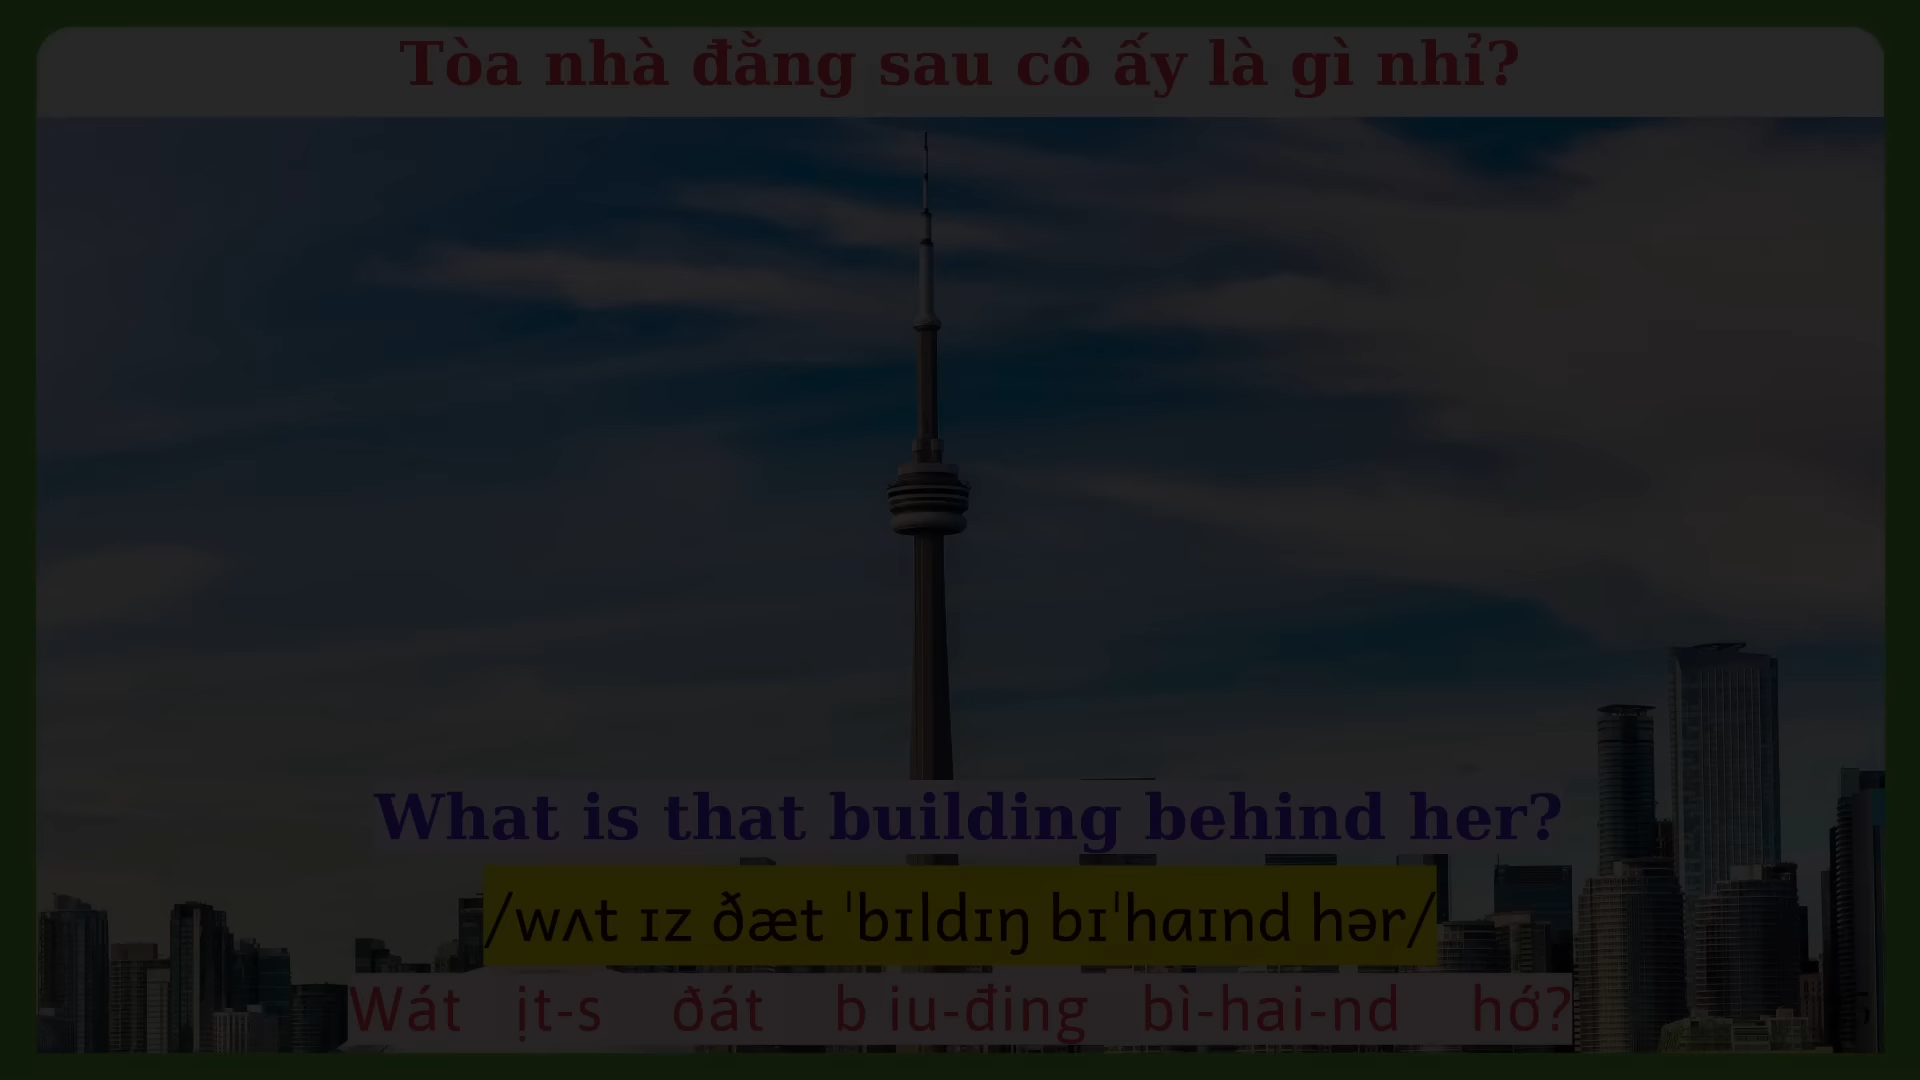 Tòa nhà đằng sau cô ấy là gì nhỉ?
What is that building behind her?
/wʌt ɪz ðæt ˈbɪldɪŋ bɪˈhaɪnd hər/
Wát ịt-s ðát b iu-đing bì-hai-nd hớ?